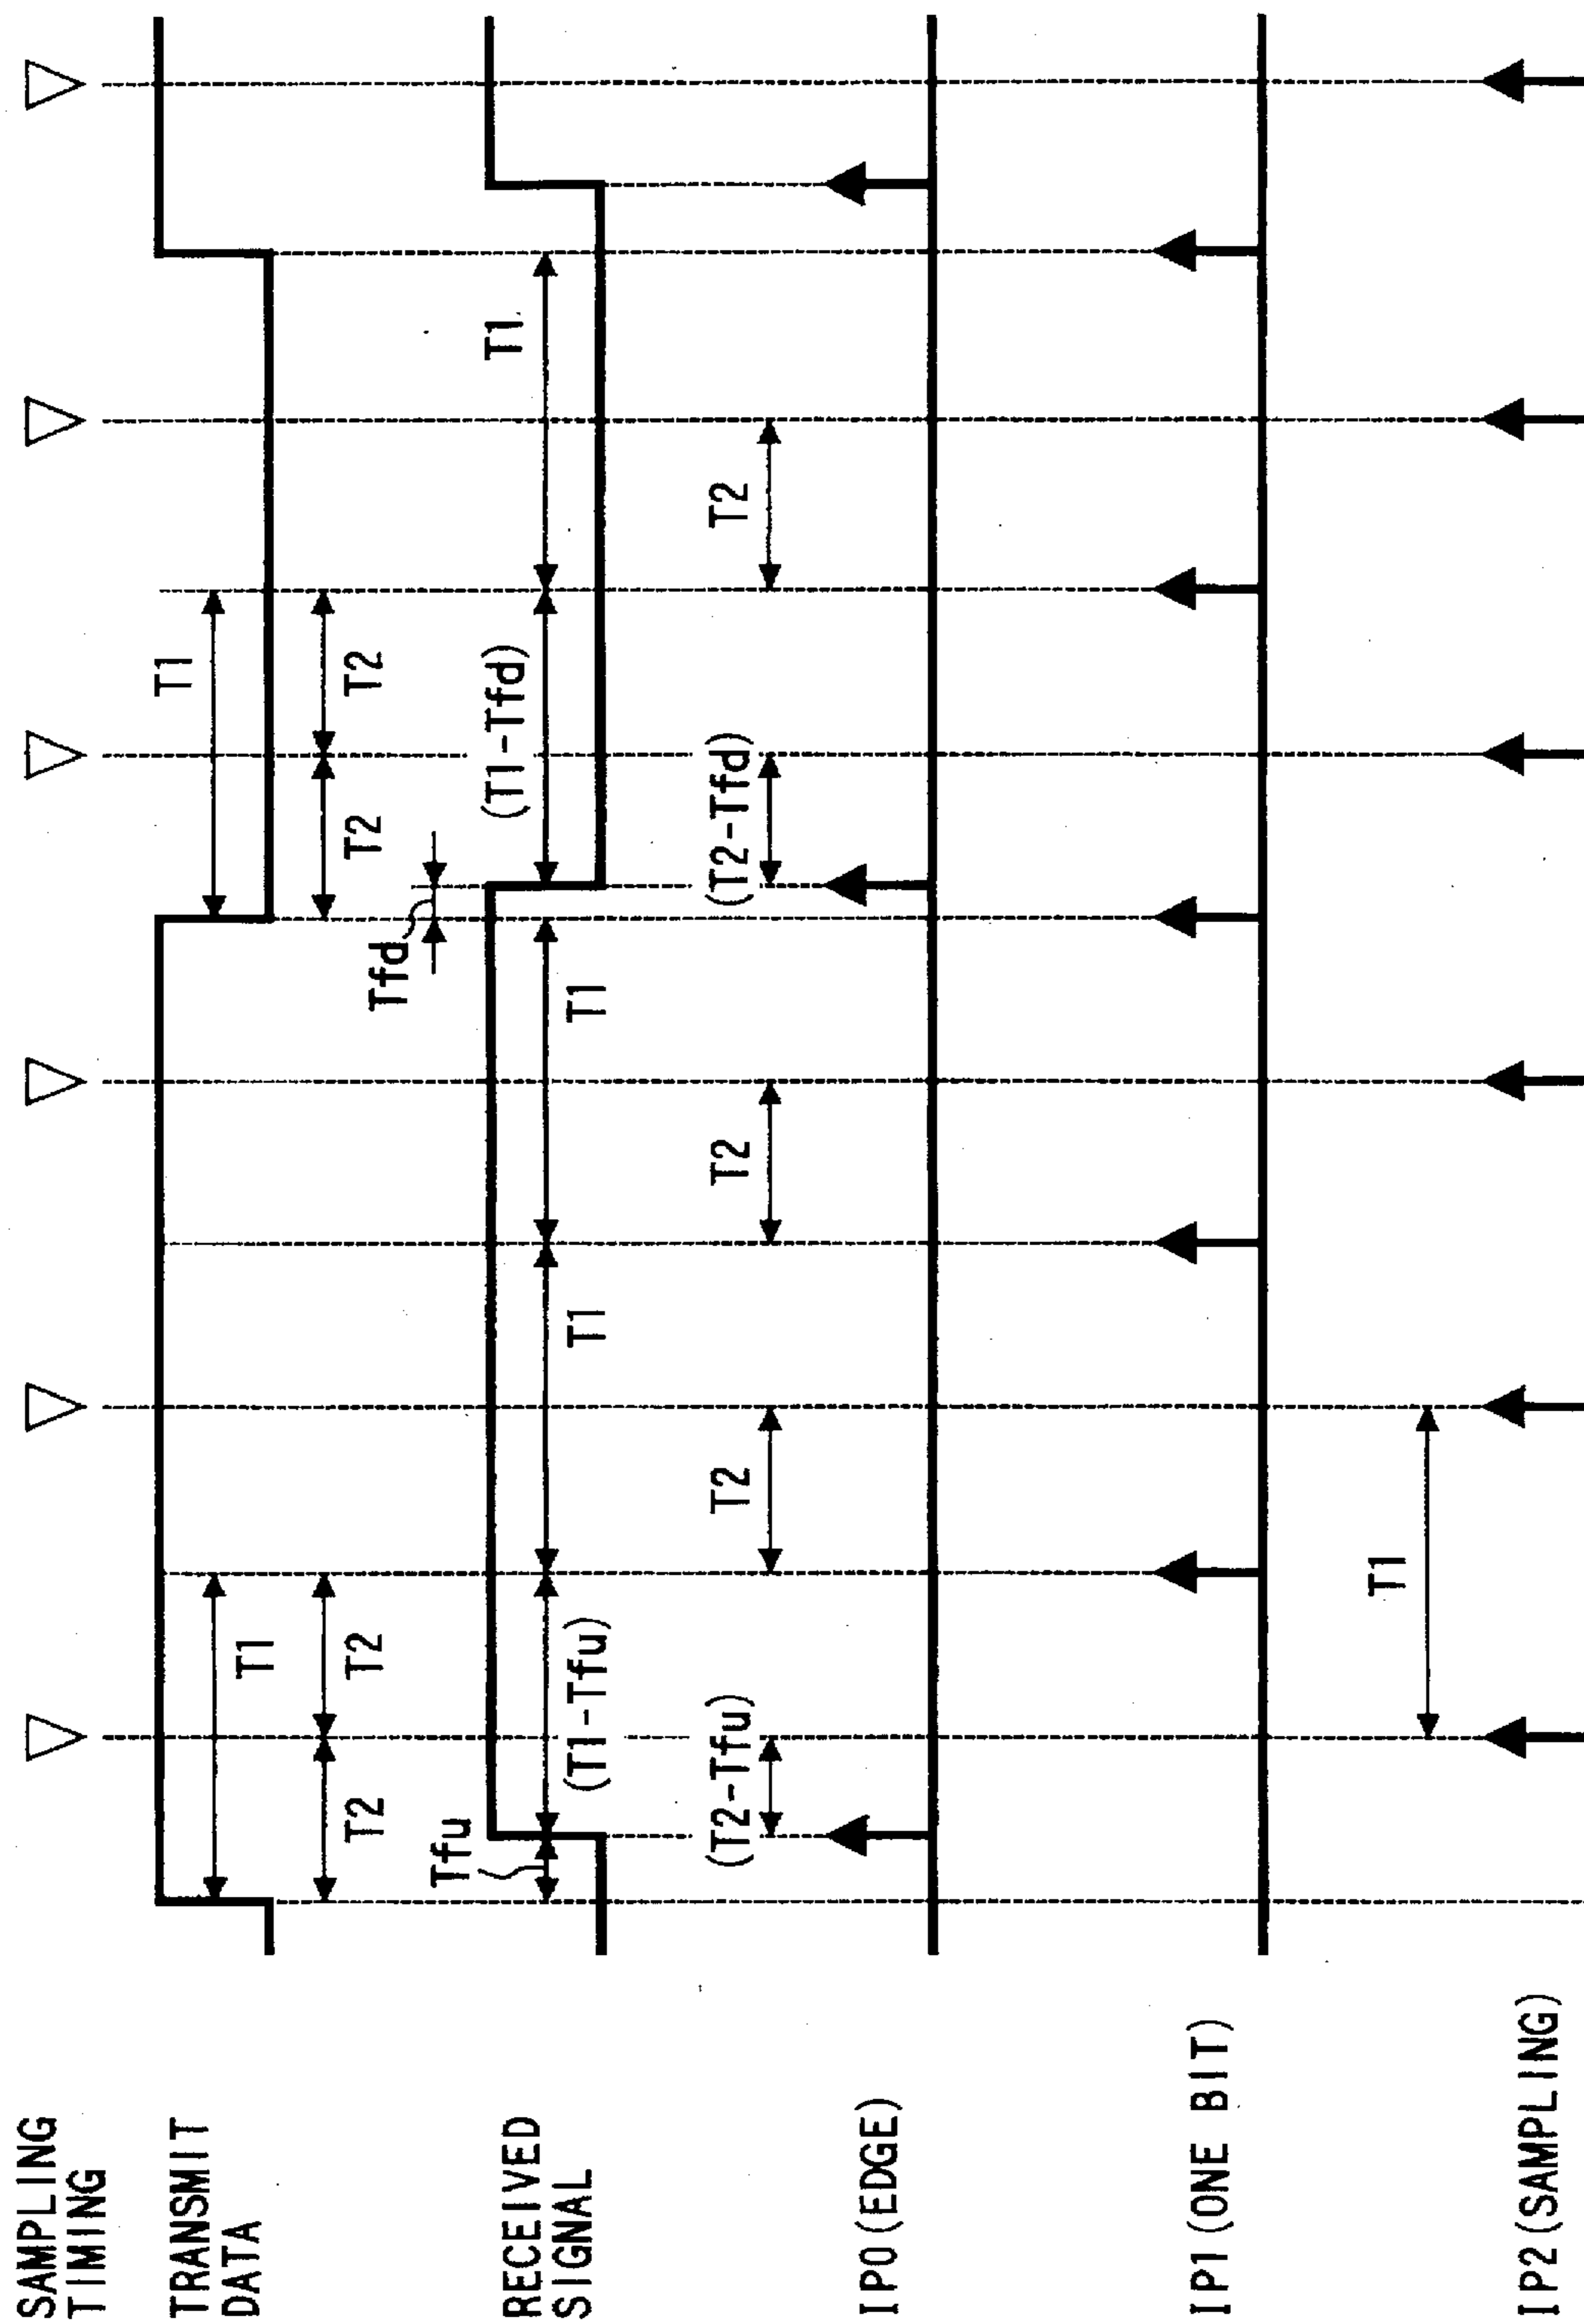 SAMPLING
TIMING
TRANSMIT
DATA
T1
T1
T2
T2
T2
T2
RECEIVED
SIGNAL
Tfu
(T1-Tfu)
T1
T1
Tfd
(T1-Tfd)
T1
(T2-Tfu)
T2
T2
(T2-Tfd)
T2
IP0(EDGE)
IP1(ONE BIT)
T1
IP2(SAMPLING)